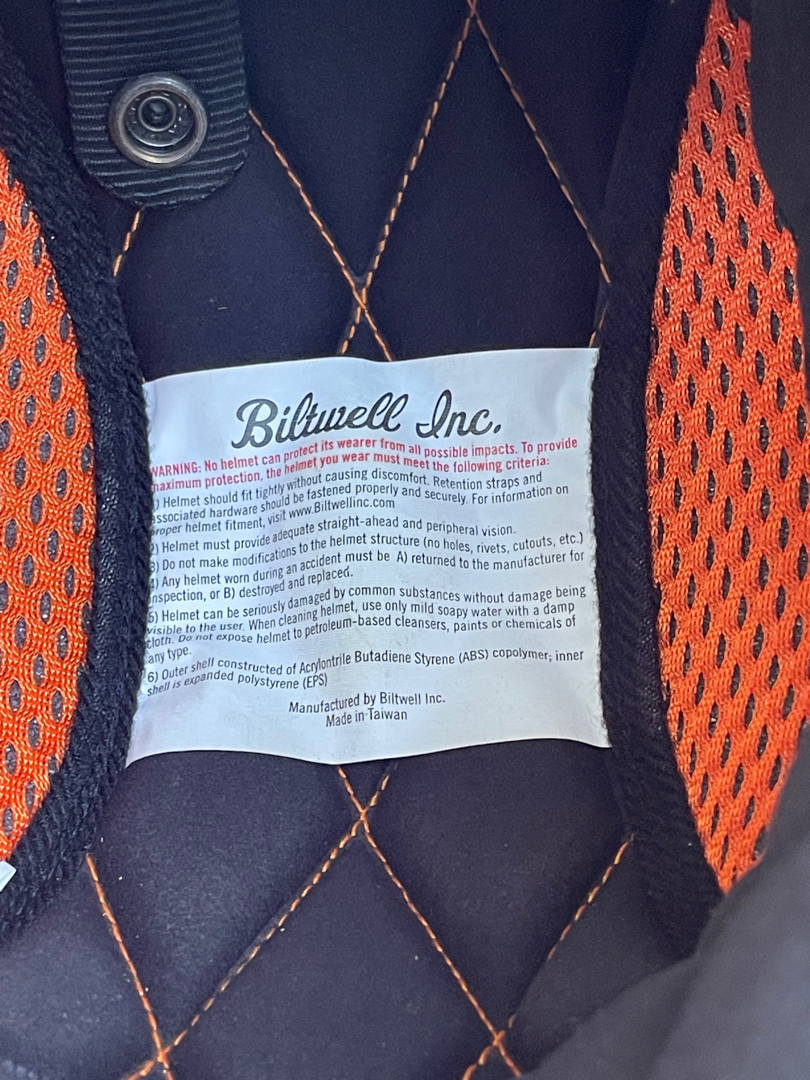 Biltwell Inc.
WARNING: No helmet can protect its wearer from all possible impacts. To provide
maximum protection, the helmet you wear must meet the following criteria:
) Helmet should fit tightly without causing discomfort. Retention straps and
associated hardware should be fastened properly and securely. For information on
proper helmet fitment, visit www.Biltwellinc.com
2) Helmet must provide adequate straight-ahead and peripheral vision.
3) Do not make modifications to the helmet structure (no holes, rivets, cutouts, etc.)
4) Any helmet worn during an accident must be A) returned to the manufacturer for
inspection, or B) destroyed and replaced.
5) Helmet can be seriously damaged by common substances without damage being
visible to the user. When cleaning helmet, use only mild soapy water with a damp
cloth. Do not expose helmet to petroleum-based cleansers, paints or chemicals of
any type.
6) Outer shell constructed of Acrylontrile Butadiene Styrene (ABS) copolymer; inner
shell is expanded polystyrene (EPS)
Manufactured by Biltwell Inc.
Made in Taiwan